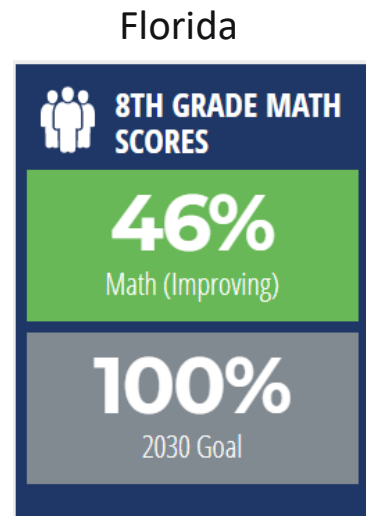 Florida
8TH GRADE MATH
SCORES
46%
Math (Improving)
100%
2030 Goal